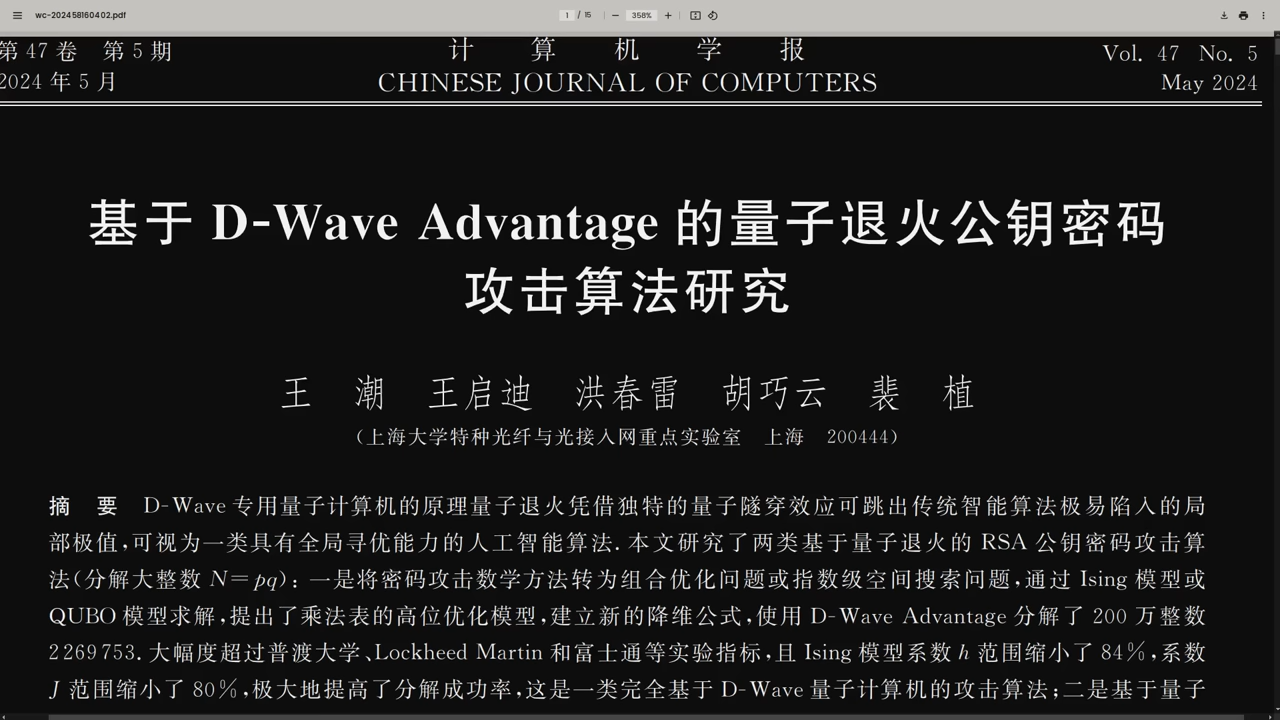 wc-202458160402.pdf
1 / 15
358%
第 47 卷 第 5 期
计 算 机 学 报
Vol. 47 No. 5
2024 年 5 月
CHINESE JOURNAL OF COMPUTERS
May 2024
基于 D-Wave Advantage 的量子退火公钥密码
攻击算法研究
王 潮 王启迪 洪春雷 胡巧云 裴 植
(上海大学特种光纤与光接入网重点实验室 上海 200444)
摘 要 D-Wave 专用量子计算机的原理量子退火凭借独特的量子隧穿效应可跳出传统智能算法极易陷入的局
部极值,可视为一类具有全局寻优能力的人工智能算法. 本文研究了两类基于量子退火的 RSA 公钥密码攻击算
法(分解大整数 N=pq): 一是将密码攻击数学方法转为组合优化问题或指数级空间搜索问题,通过 Ising 模型或
QUBO 模型求解,提出了乘法表的高位优化模型,建立新的降维公式,使用 D-Wave Advantage 分解了 200 万整数
2 269 753. 大幅度超过普渡大学、Lockheed Martin 和富士通等实验指标,且 Ising 模型系数 h 范围缩小了 84%,系数
J 范围缩小了 80%,极大地提高了分解成功率,这是一类完全基于 D-Wave 量子计算机的攻击算法;二是基于量子